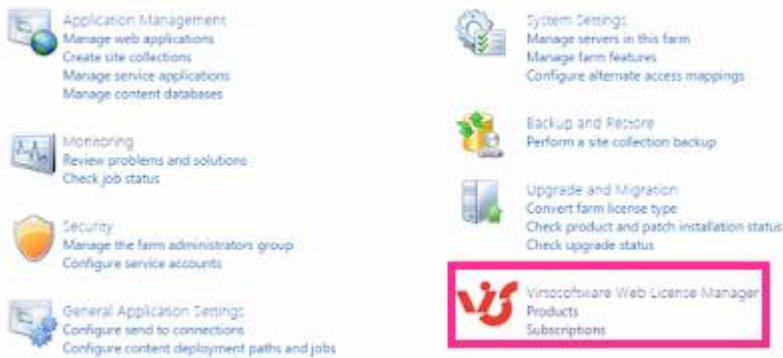 Application Management
Manage web applications
Create site collections
Manage service applications
Manage content databases
Monitoring
Review problems and solutions
Check job status
Security
Manage the farm administrators group
Configure service accounts
General Application Settings
Configure send to connections
Configure content deployment paths and jobs
System Settings
Manage servers in this farm
Manage farm features
Configure alternate access mappings
Backup and Restore
Perform a site collection backup
Upgrade and Migration
Convert farm license type
Check product and patch installation status
Check upgrade status
Virtosoftware Web License Manager
Products
Subscriptions